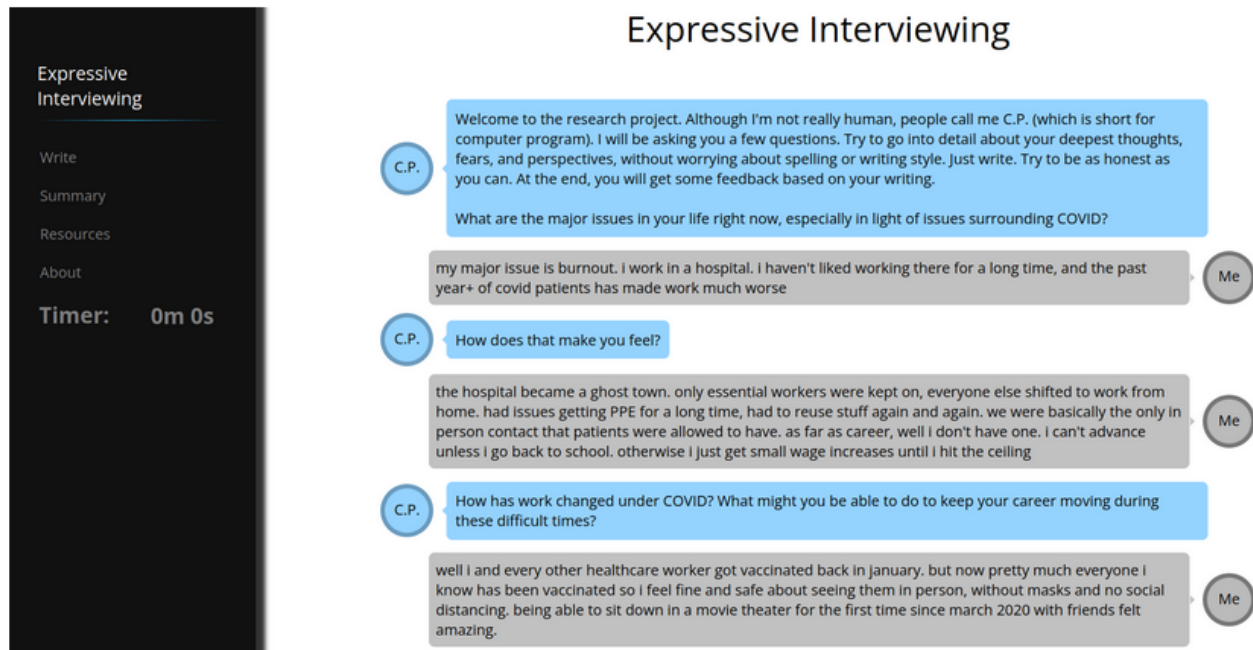 Expressive Interviewing
Expressive
Interviewing
Write
Summary
Resources
About
Timer: 0m 0s
C.P.
Welcome to the research project. Although I'm not really human, people call me C.P. (which is short for
computer program). I will be asking you a few questions. Try to go into detail about your deepest thoughts,
fears, and perspectives, without worrying about spelling or writing style. Just write. Try to be as honest as
you can. At the end, you will get some feedback based on your writing.
What are the major issues in your life right now, especially in light of issues surrounding COVID?
my major issue is burnout. i work in a hospital. i haven't liked working there for a long time, and the past
year+ of covid patients has made work much worse
Me
C.P.
How does that make you feel?
the hospital became a ghost town. only essential workers were kept on, everyone else shifted to work from
home. had issues getting PPE for a long time, had to reuse stuff again and again. we were basically the only in
person contact that patients were allowed to have. as far as career, well i don't have one. i can't advance
unless i go back to school. otherwise i just get small wage increases until i hit the ceiling
Me
C.P.
How has work changed under COVID? What might you be able to do to keep your career moving during
these difficult times?
well i and every other healthcare worker got vaccinated back in january. but now pretty much everyone i
know has been vaccinated so i feel fine and safe about seeing them in person, without masks and no social
distancing. being able to sit down in a movie theater for the first time since march 2020 with friends felt
amazing.
Me